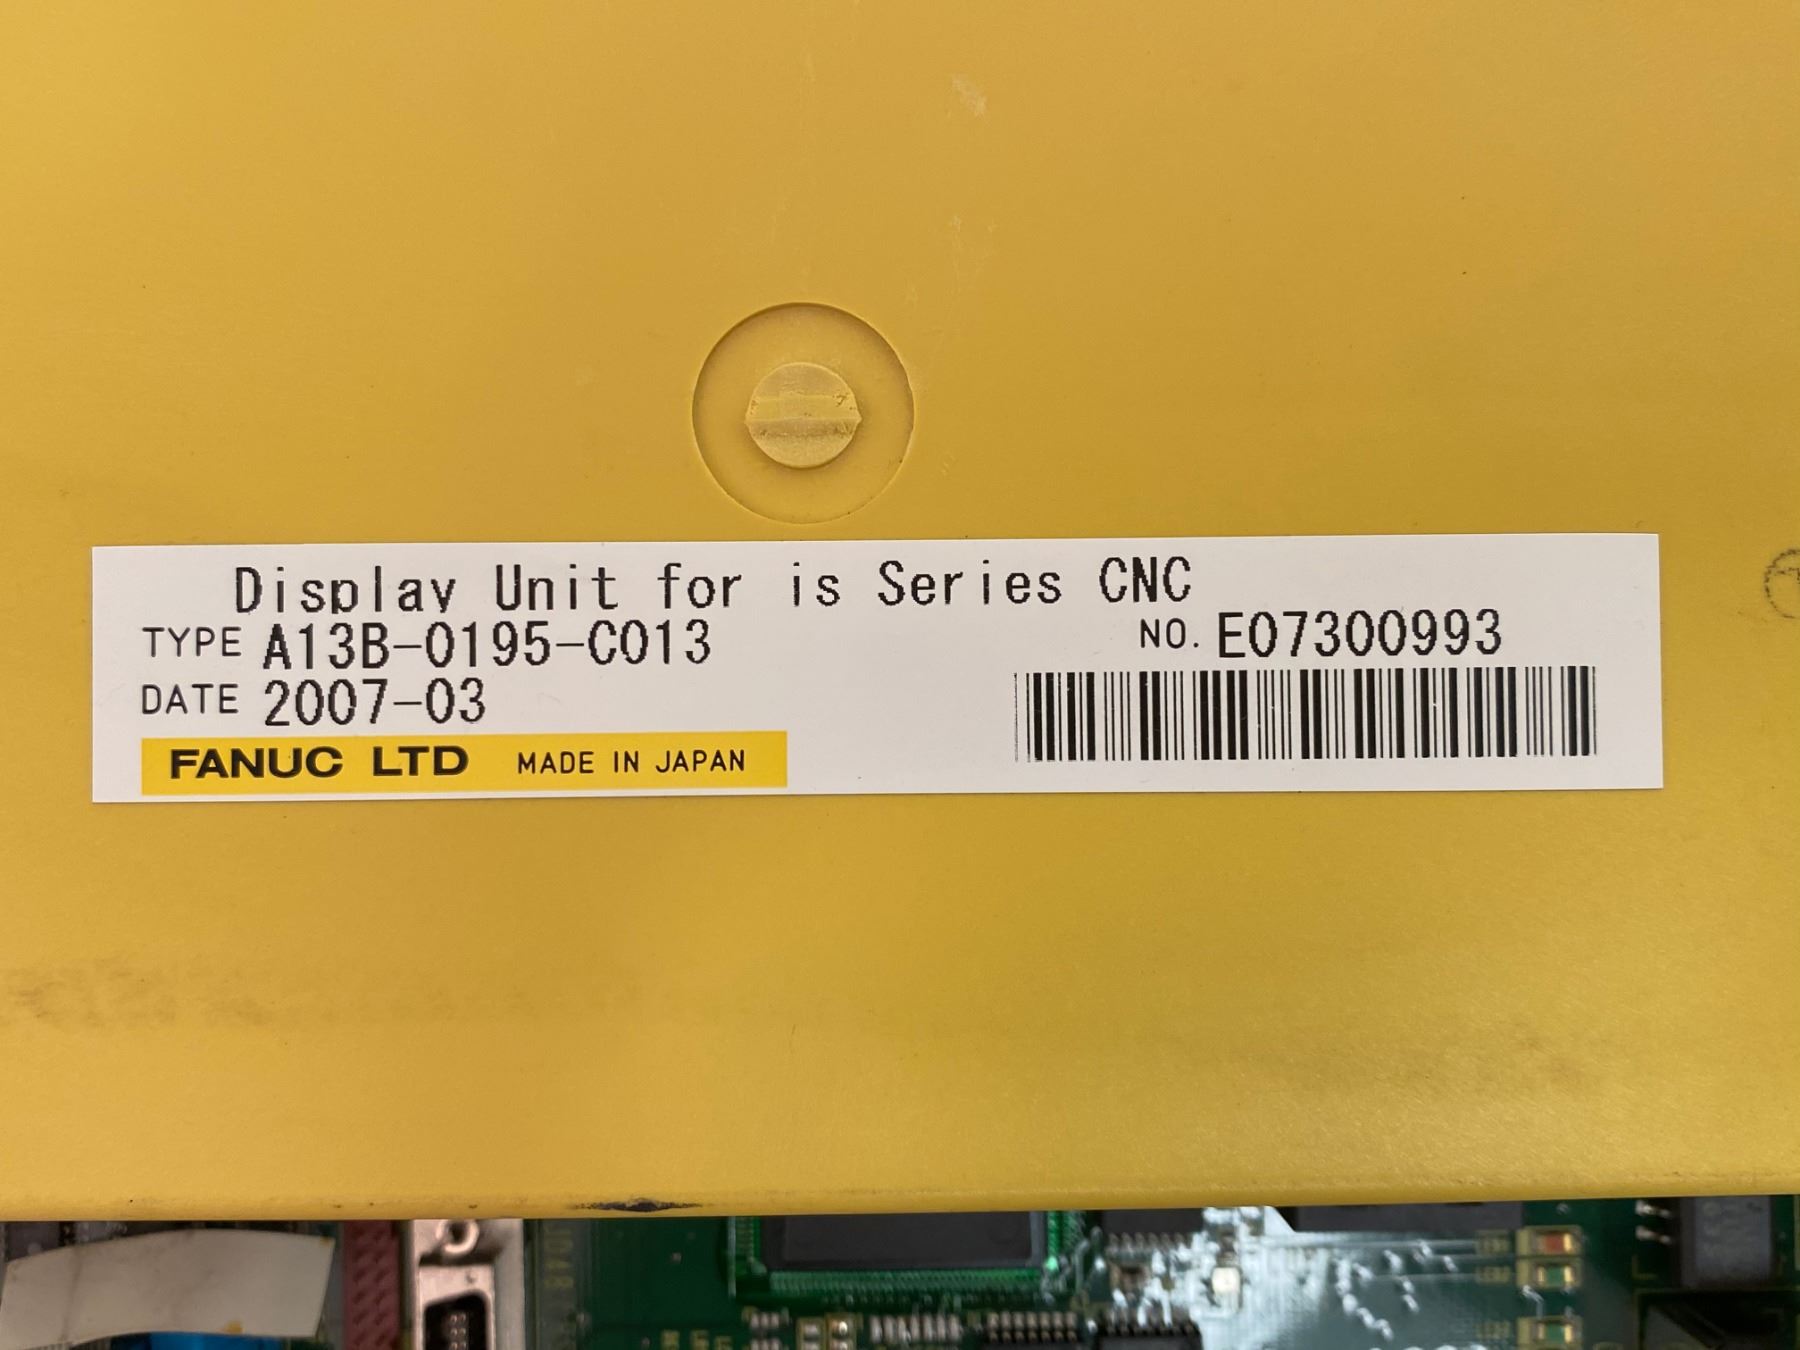 Display Unit for is Series CNC
TYPE A13B-0195-C013
NO. E07300993
DATE 2007-03
FANUC LTD MADE IN JAPAN